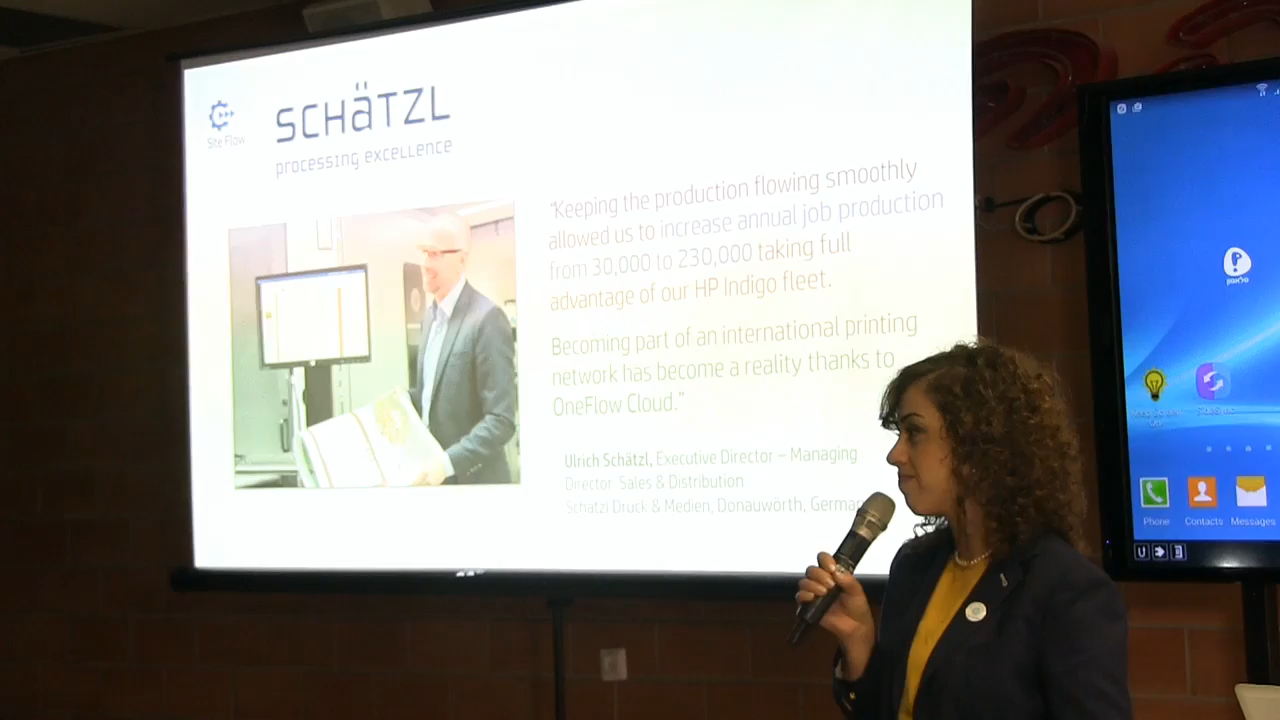 Site Flow
SCHÄTZL
processing excellence
"Keeping the production flowing smoothly
allowed us to increase annual job production
from 30,000 to 230,000 taking full
advantage of our HP Indigo fleet.
Becoming part of an international printing
network has become a reality thanks to
OneFlow Cloud."
Ulrich Schätzl, Executive Director – Managing
Director Sales & Distribution
Schätzl Druck & Medien, Donauwörth, German
Phone
Contacts
Messages